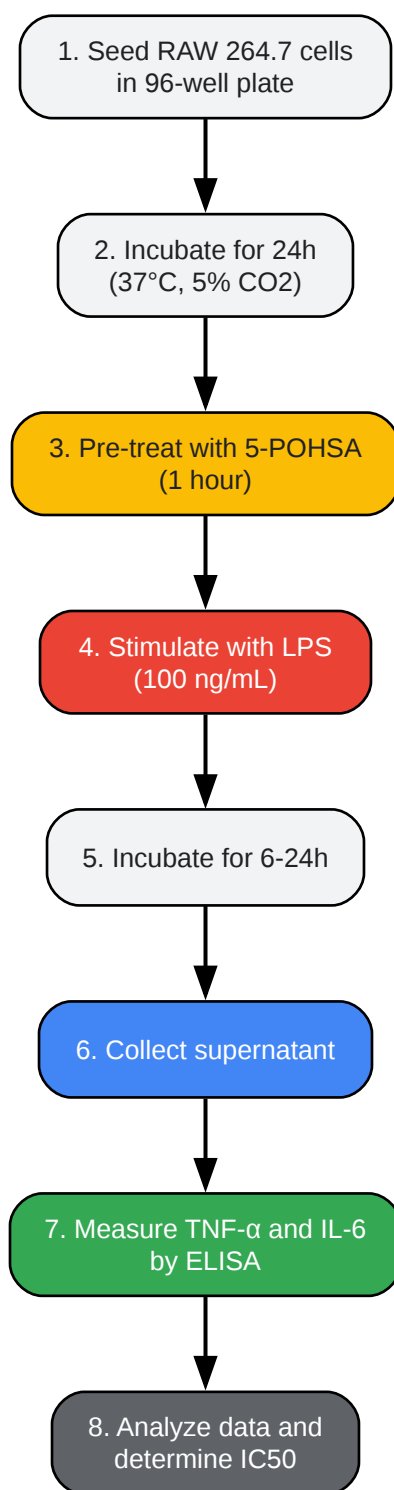 1. Seed RAW 264.7 cells
in 96-well plate
2. Incubate for 24h
(37°C, 5% CO2)
3. Pre-treat with 5-POHSA
(1 hour)
4. Stimulate with LPS
(100 ng/mL)
5. Incubate for 6-24h
6. Collect supernatant
7. Measure TNF-α and IL-6
by ELISA
8. Analyze data and
determine IC50